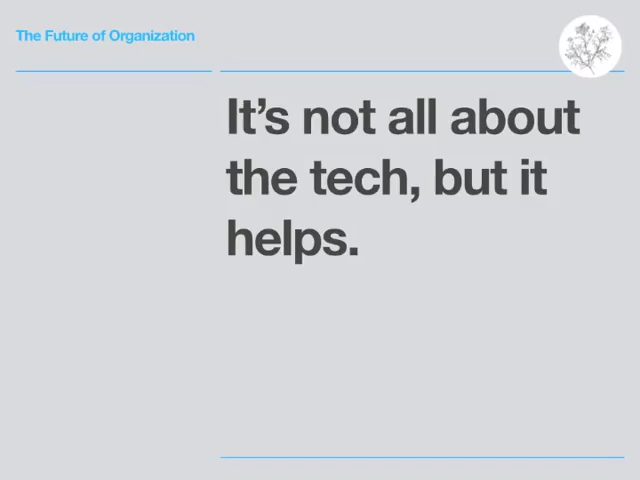 The Future of Organization
It’s not all about
the tech, but it
helps.